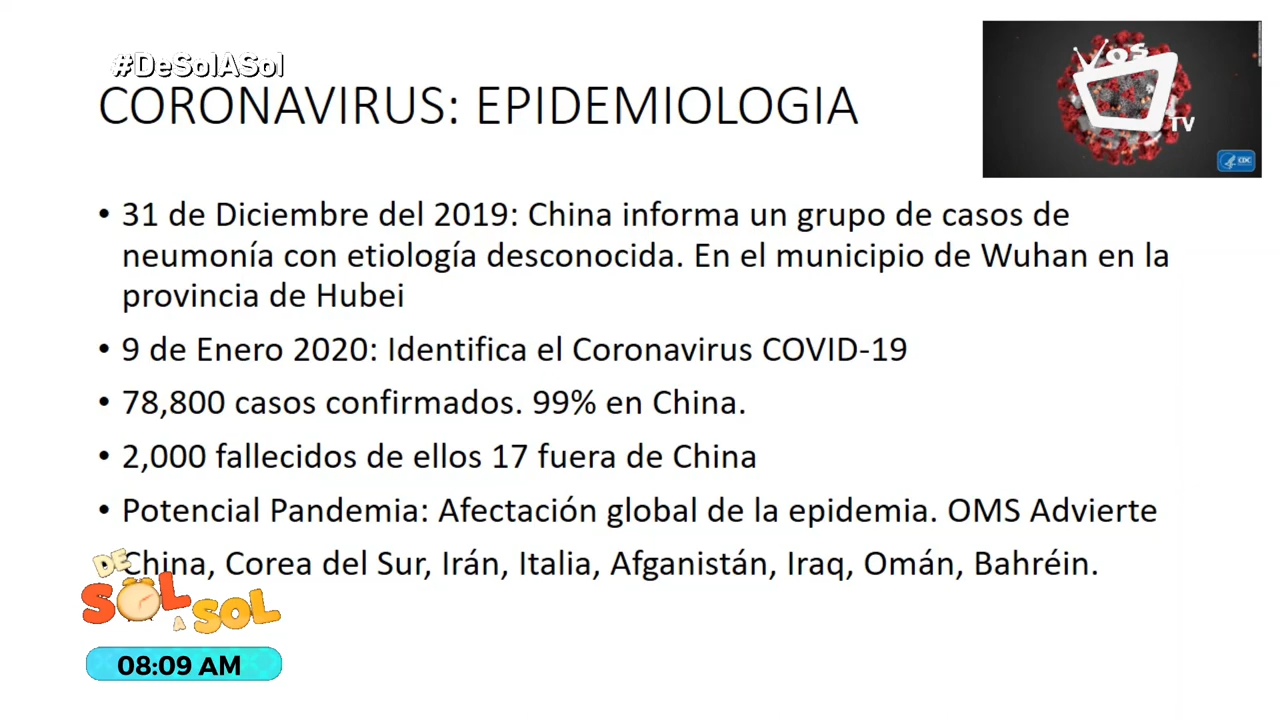 #DeSolASol
CORONAVIRUS: EPIDEMIOLOGIA
OS
TV
CDC
• 31 de Diciembre del 2019: China informa un grupo de casos de
neumonía con etiología desconocida. En el municipio de Wuhan en la
provincia de Hubei
• 9 de Enero 2020: Identifica el Coronavirus COVID-19
• 78,800 casos confirmados. 99% en China.
• 2,000 fallecidos de ellos 17 fuera de China
• Potencial Pandemia: Afectación global de la epidemia. OMS Advierte
China, Corea del Sur, Irán, Italia, Afganistán, Iraq, Omán, Bahréin.
DE
SOL
A SOL
08:09 AM